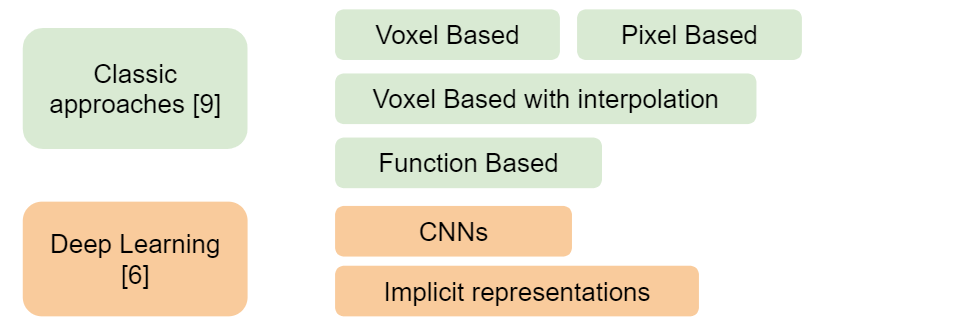 Classic
approaches [9]
Voxel Based
Pixel Based
Voxel Based with interpolation
Function Based
Deep Learning
[6]
CNNs
Implicit representations